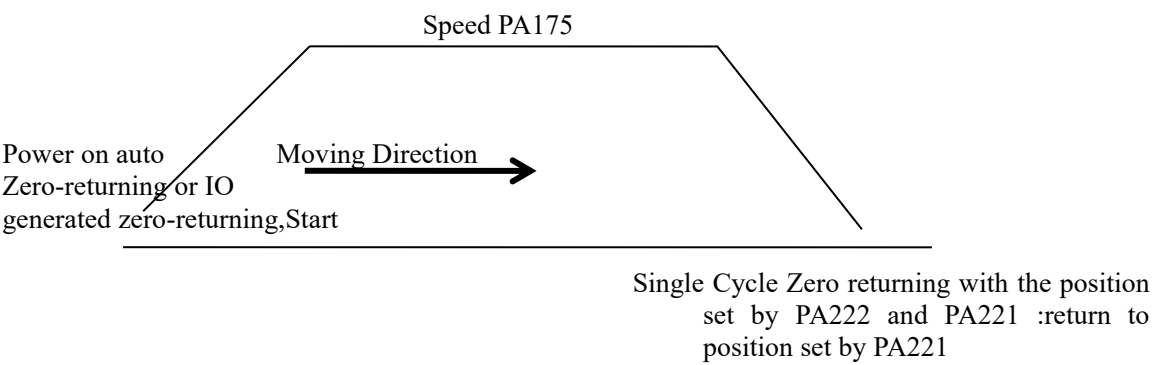 Speed PA175
Power on auto
Moving Direction
Zero-returning or IO
generated zero-returning,Start
Single Cycle Zero returning with the position
set by PA222 and PA221 :return to
position set by PA221